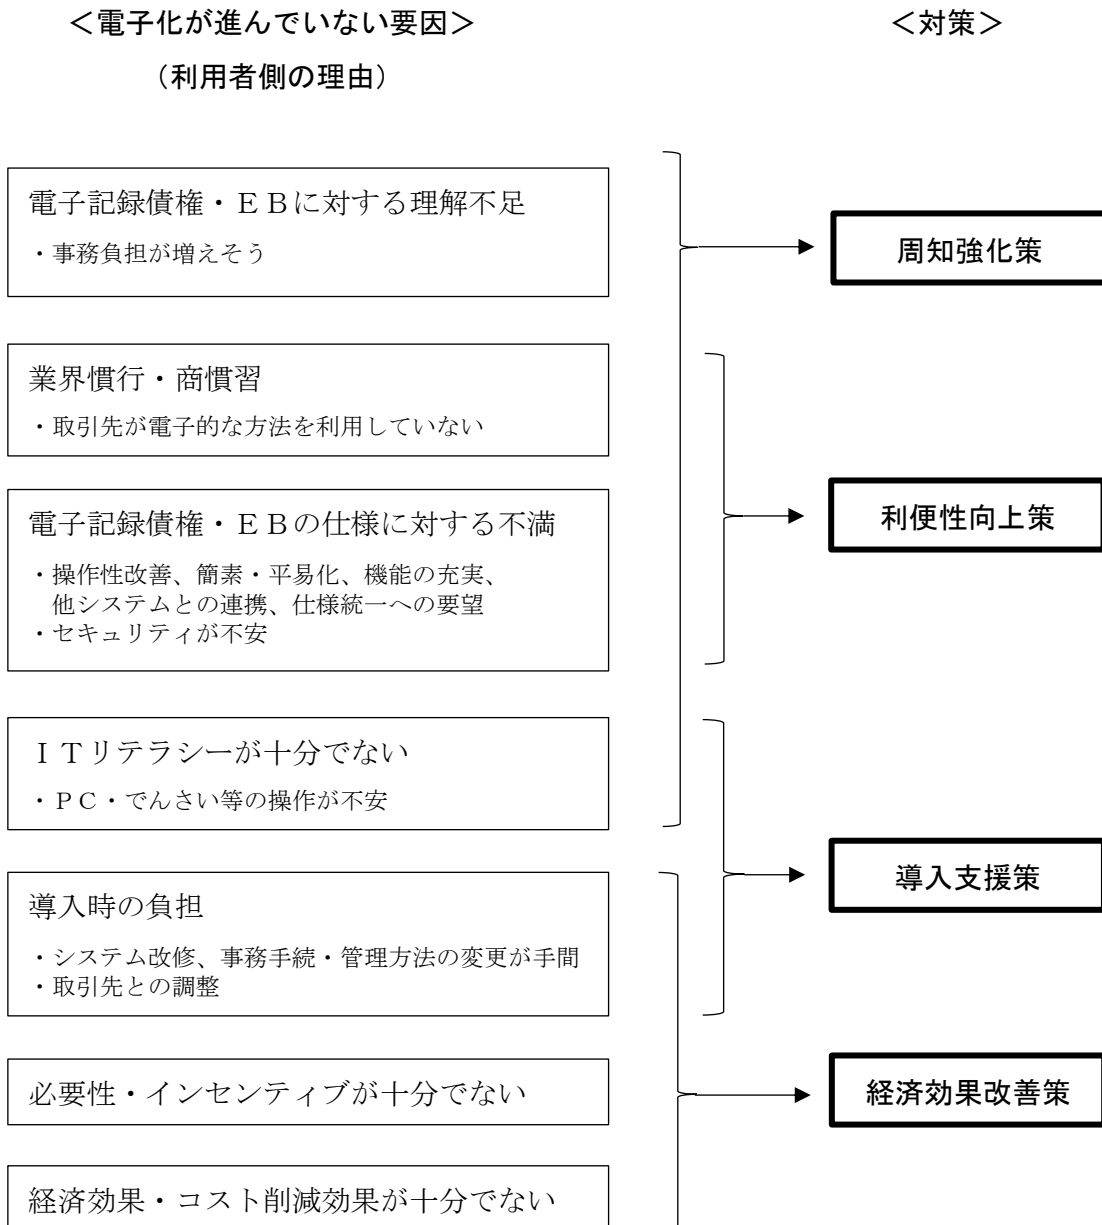 ＜電子化が進んでいない要因＞
（利用者側の理由）
＜対策＞
電子記録債権・ＥＢに対する理解不足
・事務負担が増えそう
周知強化策
業界慣行・商慣習
・取引先が電子的な方法を利用していない
電子記録債権・ＥＢの仕様に対する不満
・操作性改善、簡素・平易化、機能の充実、
他システムとの連携、仕様統一への要望
・セキュリティが不安
利便性向上策
ＩＴリテラシーが十分でない
・ＰＣ・でんさい等の操作が不安
導入時の負担
・システム改修、事務手続・管理方法の変更が手間
・取引先との調整
導入支援策
必要性・インセンティブが十分でない
経済効果改善策
経済効果・コスト削減効果が十分でない